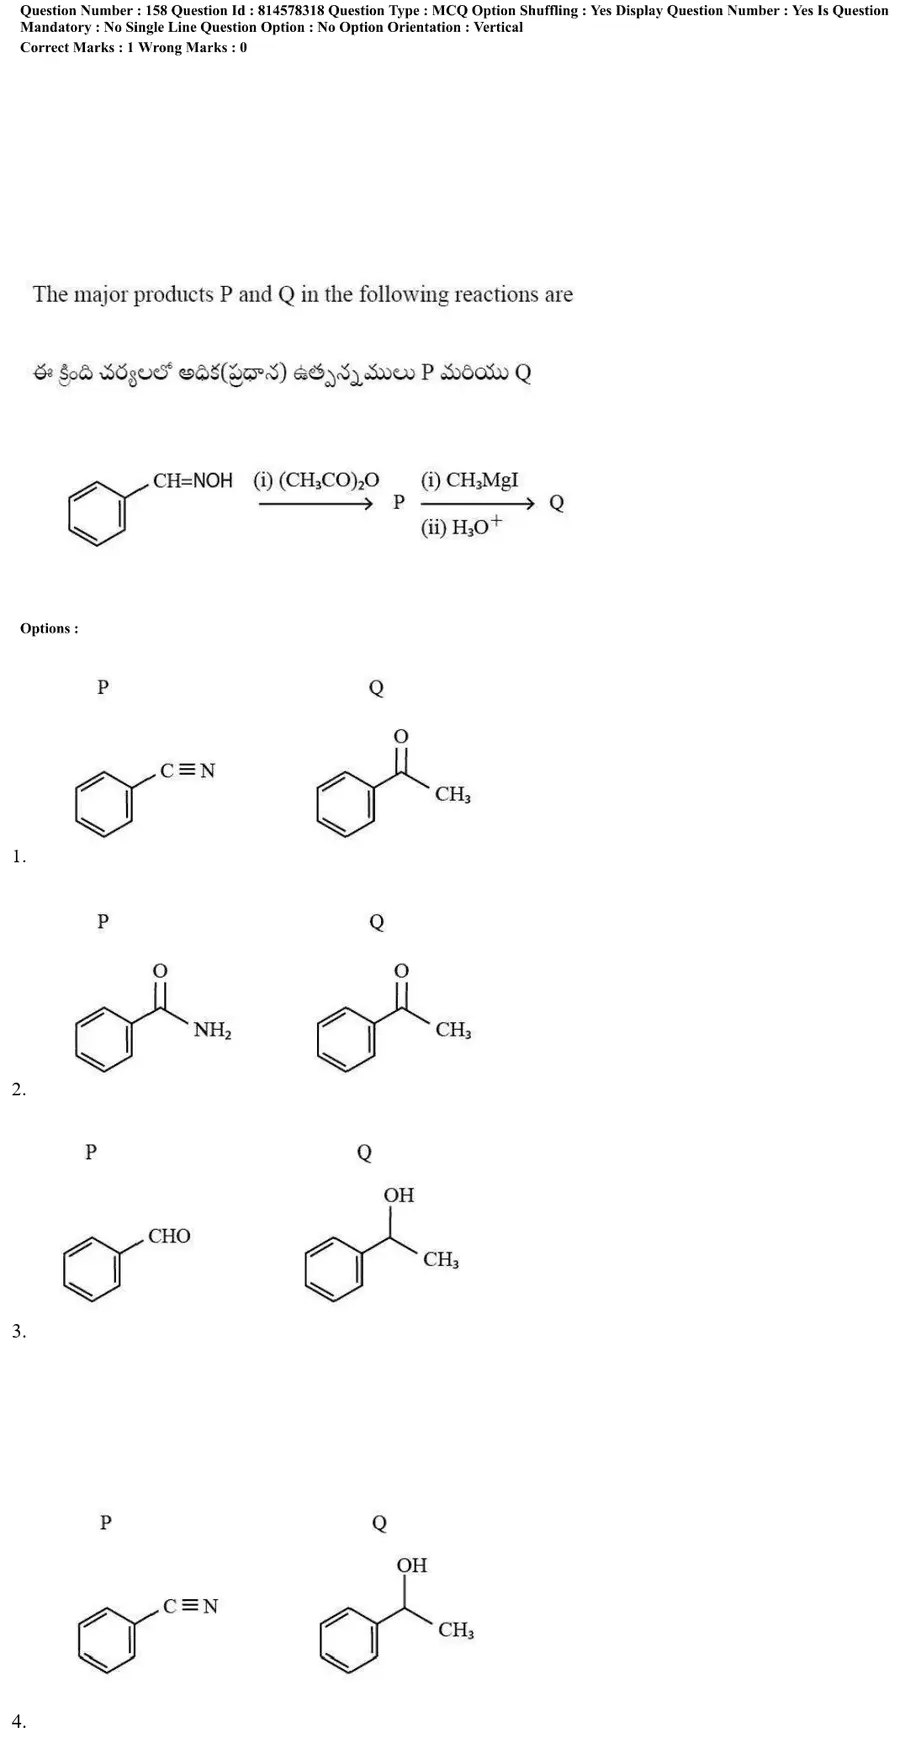 Question Number : 158 Question Id : 814578318 Question Type : MCQ Option Shuffling : Yes Display Question Number : Yes Is Question
Mandatory : No Single Line Question Option : No Option Orientation : Vertical
Correct Marks : 1 Wrong Marks : 0
The major products P and Q in the following reactions are
ఈ క్రింది చర్యలలో అధిక(ప్రధాన) ఉత్పన్నములు P మరియు Q
CH=NOH (i) (CH₃CO)₂O P (i) CH₃MgI Q
(ii) H₃O⁺
Options :
P Q
O
C≡N CH₃
1.
P Q
O O
NH₂ CH₃
2.
P Q
OH
CHO CH₃
3.
P Q
OH
C≡N CH₃
4.